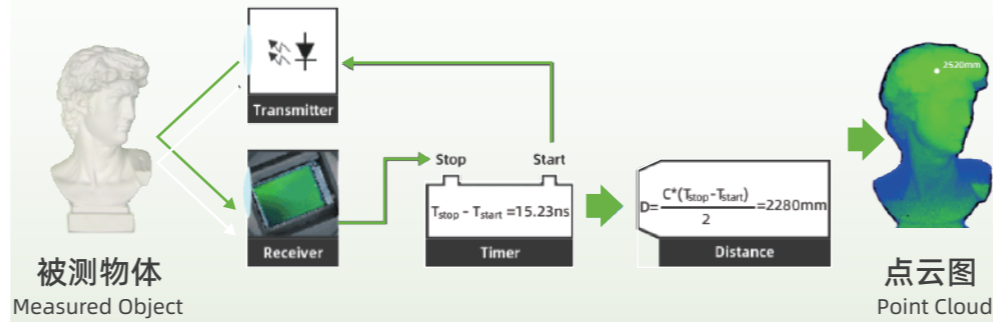 Transmitter
Receiver
Stop
Start
Tstop - Tstart =15.23ns
Timer
D=C*(Tstop-Tstart)/2=2280mm
Distance
2520mm
被测物体
Measured Object
点云图
Point Cloud